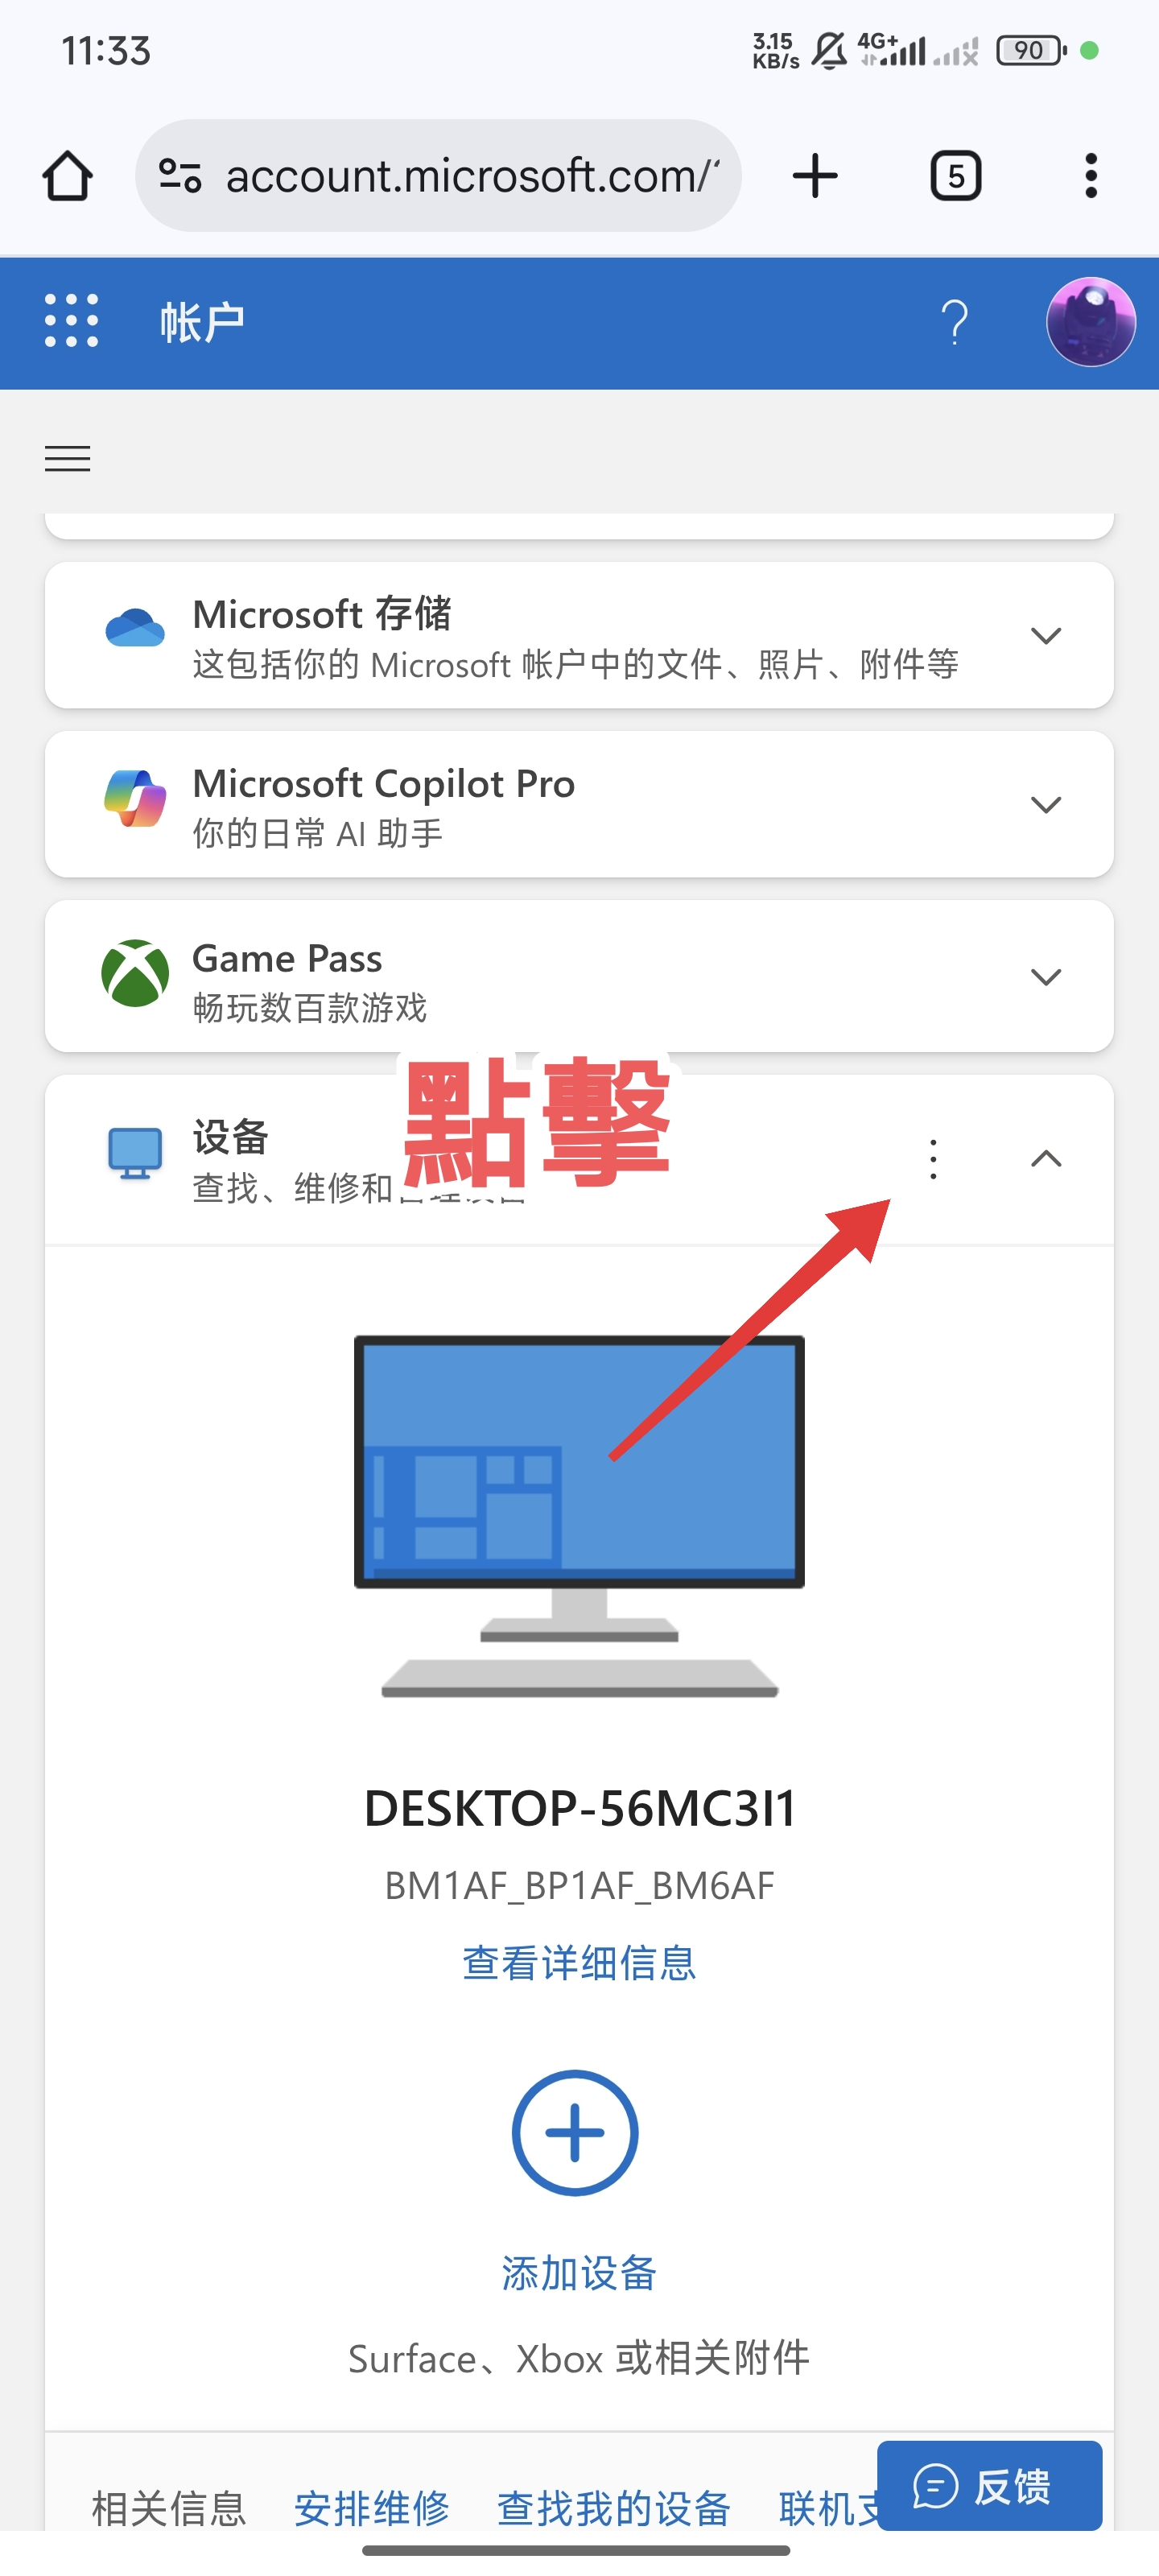 11:33
3.15 KB/s
4G+
90
account.microsoft.com/
5
帐户
Microsoft 存储
这包括你的 Microsoft 帐户中的文件、照片、附件等
Microsoft Copilot Pro
你的日常 AI 助手
Game Pass
畅玩数百款游戏
點擊
设备
查找、维修和
DESKTOP-56MC3I1
BM1AF_BP1AF_BM6AF
查看详细信息
添加设备
Surface、Xbox 或相关附件
相关信息 安排维修 查找我的设备 联机
反馈